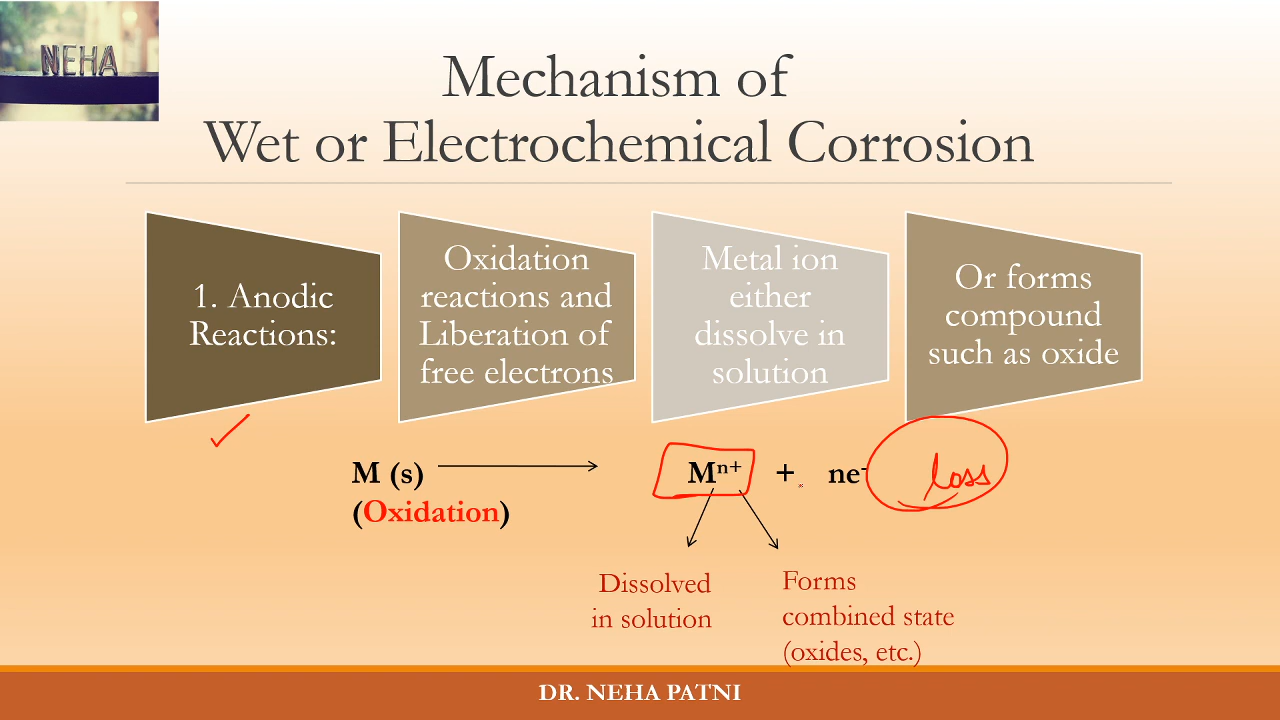 NEHA
Mechanism of
Wet or Electrochemical Corrosion
1. Anodic
Reactions:
Oxidation
reactions and
Liberation of
free electrons
Metal ion
either
dissolve in
solution
Or forms
compound
such as oxide
M (s) Mⁿ⁺ + ne⁻ loss
(Oxidation)
Dissolved
in solution
Forms
combined state
(oxides, etc.)
DR. NEHA PATNI